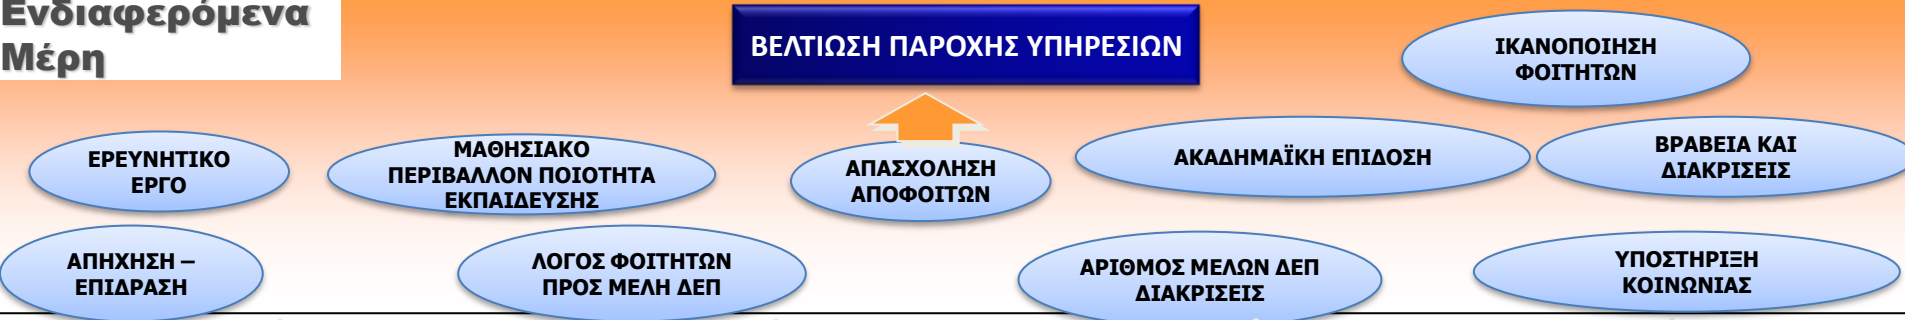 Ενδιαφερόμενα
Μέρη
ΒΕΛΤΙΩΣΗ ΠΑΡΟΧΗΣ ΥΠΗΡΕΣΙΩΝ
ΙΚΑΝΟΠΟΙΗΣΗ
ΦΟΙΤΗΤΩΝ
ΕΡΕΥΝΗΤΙΚΟ
ΕΡΓΟ
ΜΑΘΗΣΙΑΚΟ
ΠΕΡΙΒΑΛΛΟΝ ΠΟΙΟΤΗΤΑ
ΕΚΠΑΙΔΕΥΣΗΣ
ΑΠΑΣΧΟΛΗΣΗ
ΑΠΟΦΟΙΤΩΝ
ΑΚΑΔΗΜΑΪΚΗ ΕΠΙΔΟΣΗ
ΒΡΑΒΕΙΑ ΚΑΙ
ΔΙΑΚΡΙΣΕΙΣ
ΑΠΗΧΗΣΗ –
ΕΠΙΔΡΑΣΗ
ΛΟΓΟΣ ΦΟΙΤΗΤΩΝ
ΠΡΟΣ ΜΕΛΗ ΔΕΠ
ΑΡΙΘΜΟΣ ΜΕΛΩΝ ΔΕΠ
ΔΙΑΚΡΙΣΕΙΣ
ΥΠΟΣΤΗΡΙΞΗ
ΚΟΙΝΩΝΙΑΣ